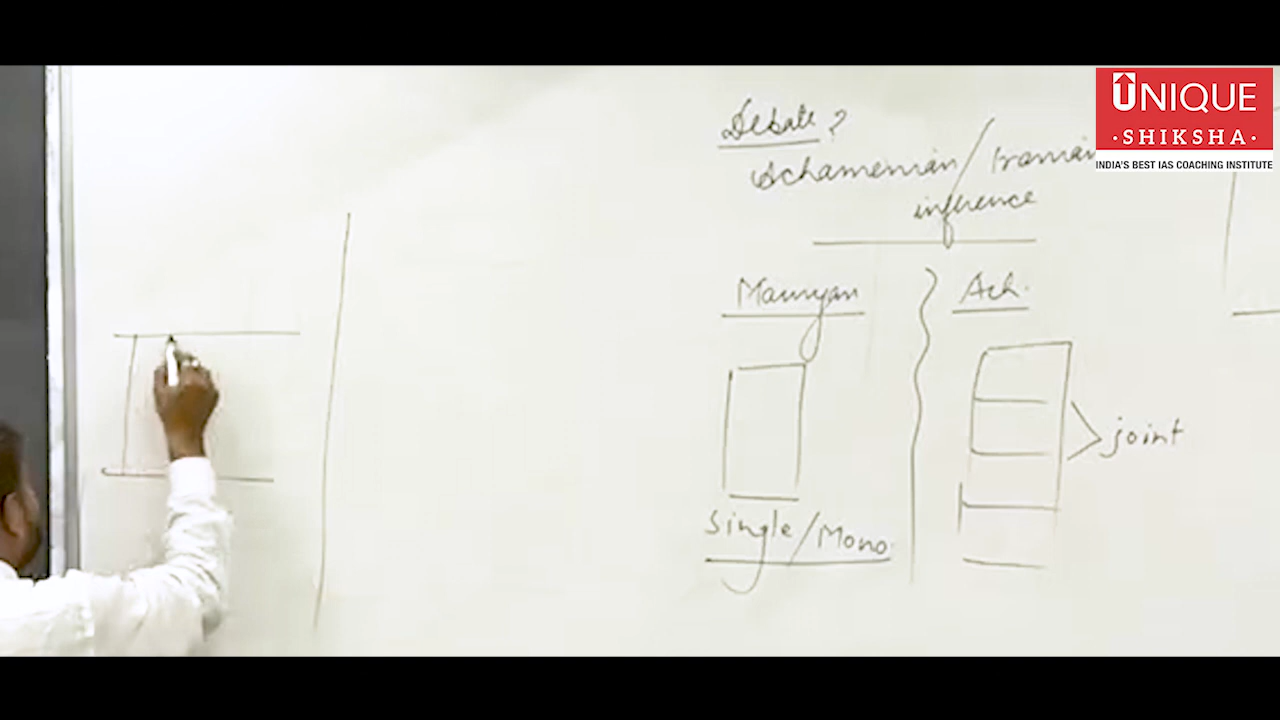 UNIQUE
·SHIKSHA·
INDIA'S BEST IAS COACHING INSTITUTE
Debate?
Achamenian/Iranian
influence
Mauryan
Ach.
joint
Single/Mono.